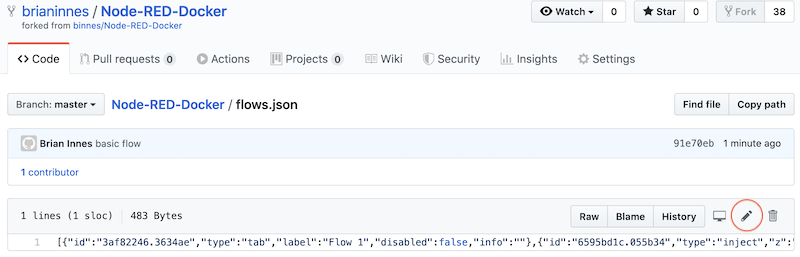 brianinnes / Node-RED-Docker
forked from binnes/Node-RED-Docker
Watch 0 Star 0 Fork 38
Code Pull requests 0 Actions Projects 0 Wiki Security Insights Settings
Branch: master Node-RED-Docker / flows.json Find file Copy path
Brian Innes basic flow 91e70eb 1 minute ago
1 contributor
1 lines (1 sloc) 483 Bytes Raw Blame History
1 [{"id":"3af82246.3634ae","type":"tab","label":"Flow 1","disabled":false,"info":""},{"id":"6595bd1c.055b34","type":"inject","z":"